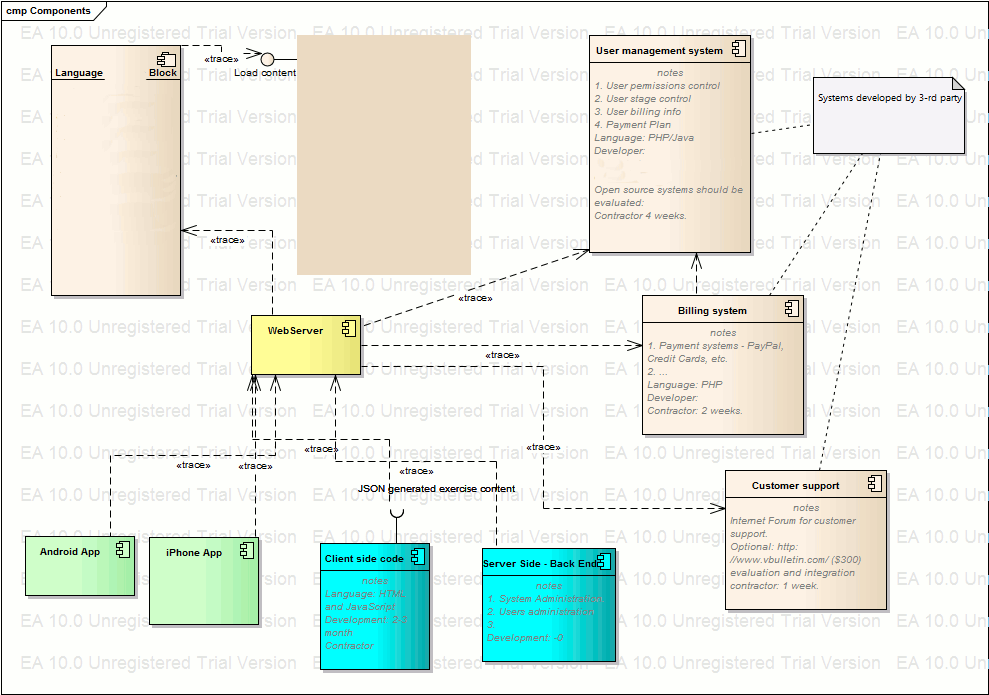 cmp Components
EA 10.0 Unregistered Trial Version
Language Block
«trace»
Load content
User management system
notes
1. User permissions control
2. User stage control
3. User billing info
4. Payment Plan
Language: PHP/Java
Developer:
Open source systems should be
evaluated:
Contractor 4 weeks.
Systems developed by 3-rd party
«trace»
«trace»
WebServer
«trace»
Billing system
notes
1. Payment systems - PayPal,
Credit Cards, etc.
2. ...
Language: PHP
Developer:
Contractor: 2 weeks.
«trace»
«trace»
«trace»
«trace»
«trace»
JSON generated exercise content
Customer support
notes
Internet Forum for customer
support.
Optional: http:
//www.vbulletin.com/ ($300)
evaluation and integration
contractor: 1 week.
Android App
iPhone App
Client side code
notes
Language: HTML
and JavaScript
Development: 2-3
month
Contractor
Server Side - Back End
notes
1. System Administration
2. Users administration
3.
Development: -0